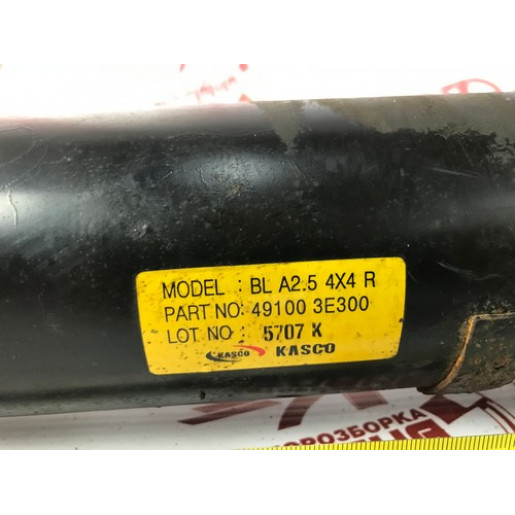 MODEL : BL A2.5 4X4 R
PART NO: 49100 3E300
LOT NO : 5707 K
KASCO KASCO